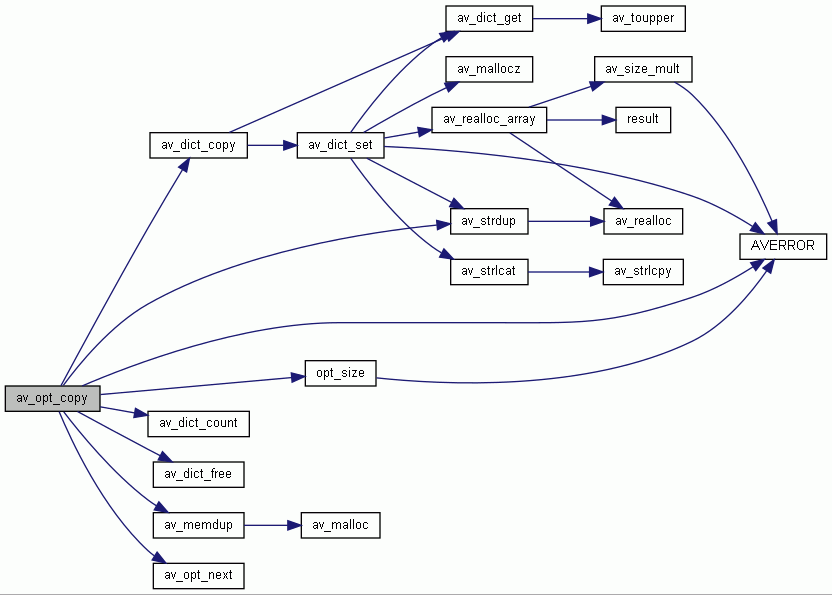 av_dict_get
av_toupper
av_mallocz
av_size_mult
av_realloc_array
result
av_dict_copy
av_dict_set
av_strdup
av_realloc
AVERROR
av_strlcat
av_strlcpy
opt_size
av_opt_copy
av_dict_count
av_dict_free
av_memdup
av_malloc
av_opt_next